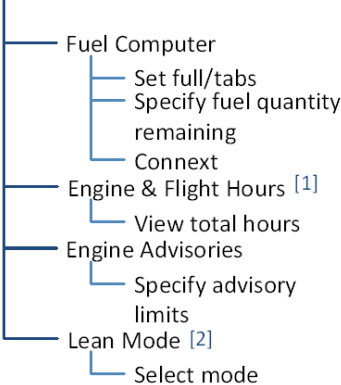 Fuel Computer
Set full/tabs
Specify fuel quantity
remaining
Connext
Engine & Flight Hours [1]
View total hours
Engine Advisories
Specify advisory
limits
Lean Mode [2]
Select mode